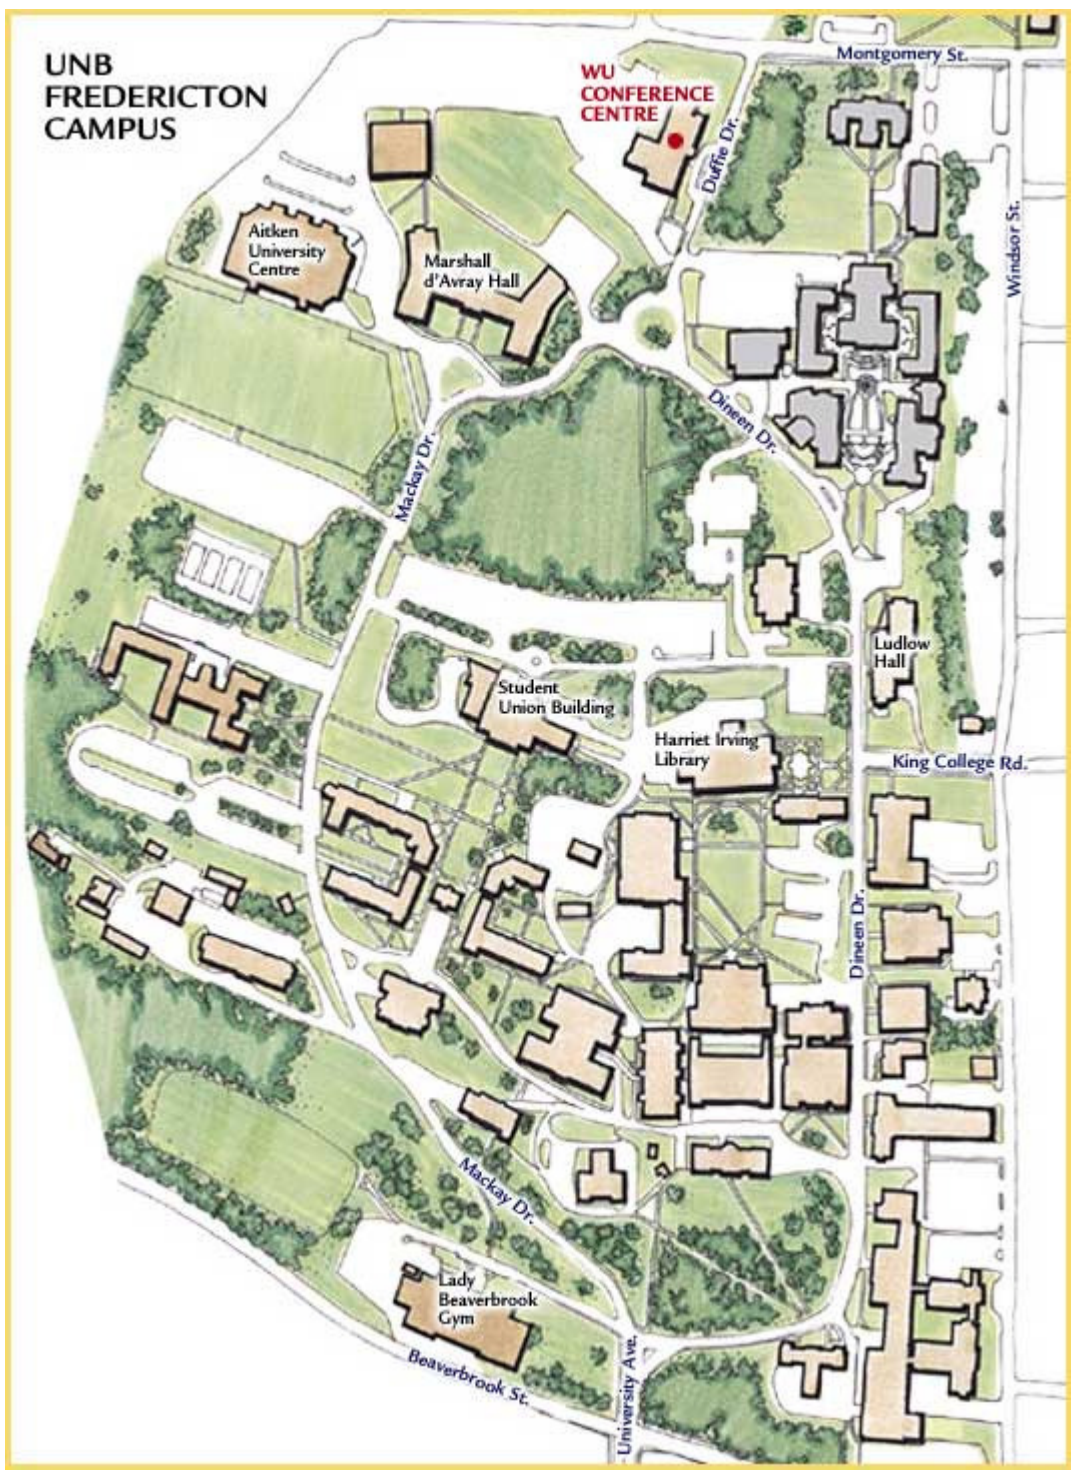 UNB
FREDERICTON
CAMPUS
WU
CONFERENCE
CENTRE
Montgomery St.
Duffie Dr.
Windsor St.
Aitken
University
Centre
Marshall
d'Avray Hall
Dineen Dr.
Mackay Dr.
Ludlow
Hall
Student
Union Building
Harriet Irving
Library
King College Rd.
Dineen Dr.
Mackay Dr.
Lady
Beaverbrook
Gym
Beaverbrook St.
University Ave.